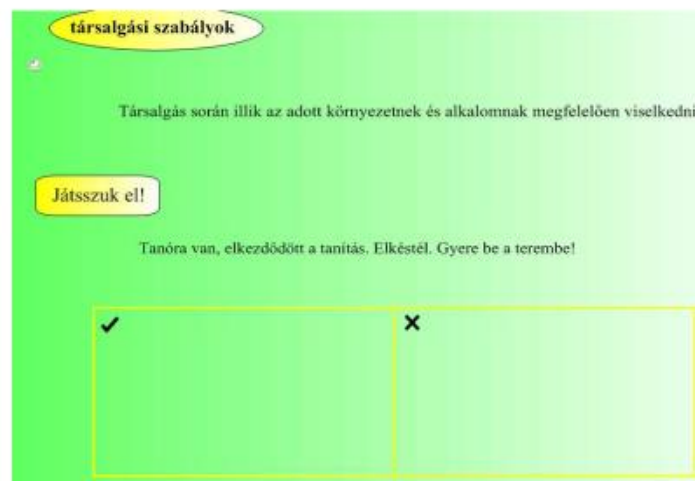 társalgási szabályok
Társalgás során illik az adott környezetnek és alkalomnak megfelelően viselkedni
Játsszuk el!
Tanóra van, elkezdődött a tanítás. Elkéstél. Gyere be a terembe!